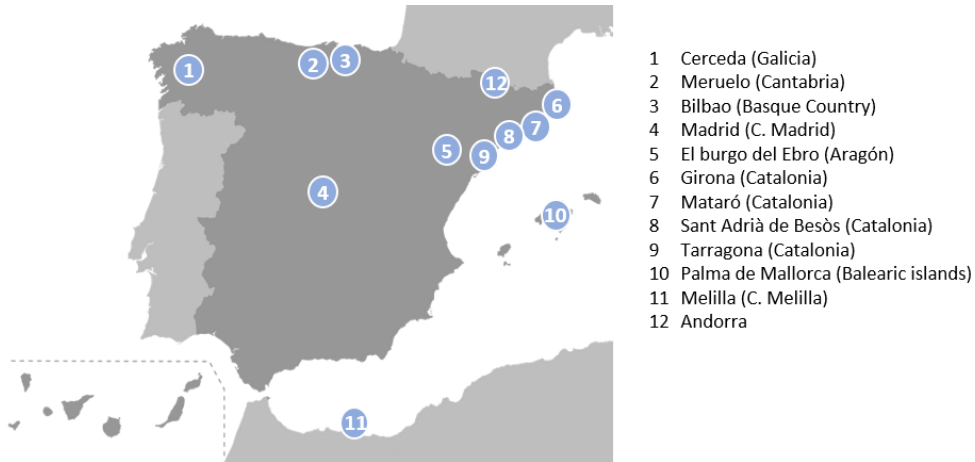 1 Cerceda (Galicia)
2 Meruelo (Cantabria)
3 Bilbao (Basque Country)
4 Madrid (C. Madrid)
5 El burgo del Ebro (Aragón)
6 Girona (Catalonia)
7 Mataró (Catalonia)
8 Sant Adrià de Besòs (Catalonia)
9 Tarragona (Catalonia)
10 Palma de Mallorca (Balearic islands)
11 Melilla (C. Melilla)
12 Andorra
1
2
3
12
6
7
8
5
9
4
10
11